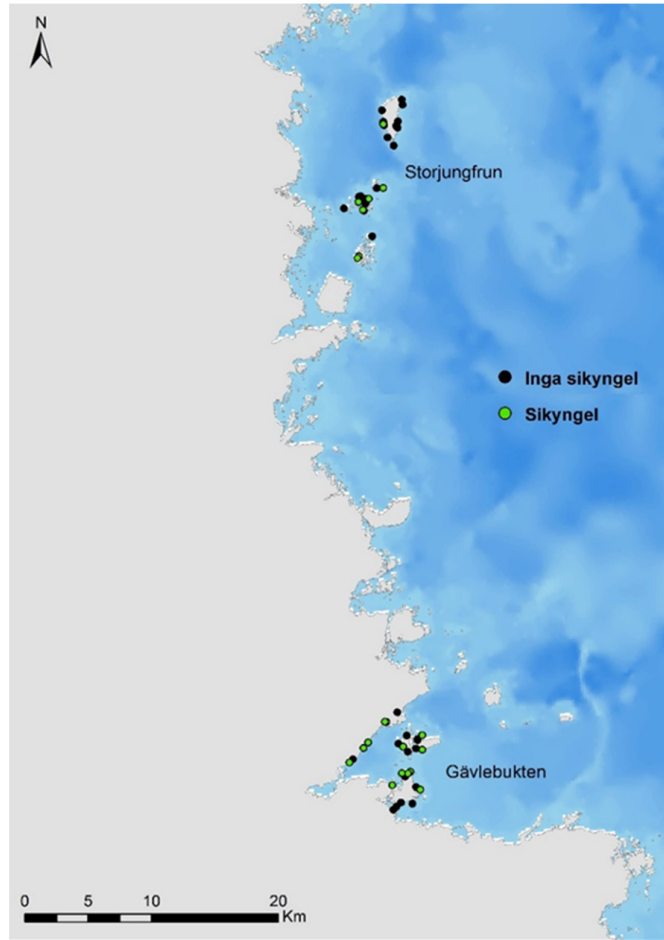 N
Storjungfrun
Inga sikyngel
Sikyngel
Gävlebukten
0 5 10 20
Km